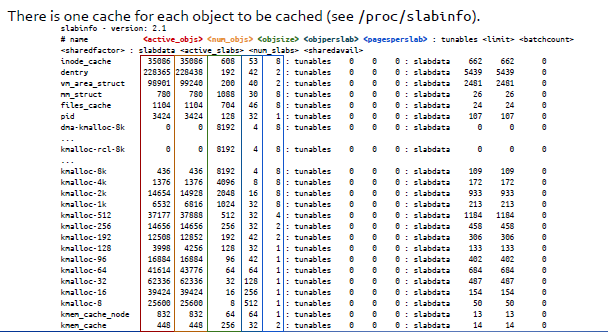 There is one cache for each object to be cached (see /proc/slabinfo).
slabinfo - version: 2.1
# name <active_objs> <num_objs> <objsize> <objperslab> <pagesperslab> : tunables <limit> <batchcount>
<sharedfactor> : slabdata <active_slabs> <num_slabs> <sharedavail>
inode_cache 35086 35086 608 53 8 : tunables 0 0 0 : slabdata 662 662 0
dentry 228365 228438 192 42 2 : tunables 0 0 0 : slabdata 5439 5439 0
vm_area_struct 98901 99240 200 40 2 : tunables 0 0 0 : slabdata 2481 2481 0
mm_struct 780 780 1088 30 8 : tunables 0 0 0 : slabdata 26 26 0
files_cache 1104 1104 704 46 8 : tunables 0 0 0 : slabdata 24 24 0
pid 3424 3424 128 32 1 : tunables 0 0 0 : slabdata 107 107 0
dma-kmalloc-8k 0 0 8192 4 8 : tunables 0 0 0 : slabdata 0 0 0
...
kmalloc-rcl-8k 0 0 8192 4 8 : tunables 0 0 0 : slabdata 0 0 0
...
kmalloc-8k 436 436 8192 4 8 : tunables 0 0 0 : slabdata 109 109 0
kmalloc-4k 1376 1376 4096 8 8 : tunables 0 0 0 : slabdata 172 172 0
kmalloc-2k 14654 14928 2048 16 8 : tunables 0 0 0 : slabdata 933 933 0
kmalloc-1k 6532 6816 1024 32 8 : tunables 0 0 0 : slabdata 213 213 0
kmalloc-512 37177 37888 512 32 4 : tunables 0 0 0 : slabdata 1184 1184 0
kmalloc-256 14656 14656 256 32 2 : tunables 0 0 0 : slabdata 458 458 0
kmalloc-192 12508 12852 192 42 2 : tunables 0 0 0 : slabdata 306 306 0
kmalloc-128 3998 4256 128 32 1 : tunables 0 0 0 : slabdata 133 133 0
kmalloc-96 16884 16884 96 42 1 : tunables 0 0 0 : slabdata 402 402 0
kmalloc-64 41614 43776 64 64 1 : tunables 0 0 0 : slabdata 684 684 0
kmalloc-32 62336 62336 32 128 1 : tunables 0 0 0 : slabdata 487 487 0
kmalloc-16 39424 39424 16 256 1 : tunables 0 0 0 : slabdata 154 154 0
kmalloc-8 25600 25600 8 512 1 : tunables 0 0 0 : slabdata 50 50 0
kmem_cache_node 832 832 64 64 1 : tunables 0 0 0 : slabdata 13 13 0
kmem_cache 448 448 256 32 2 : tunables 0 0 0 : slabdata 14 14 0